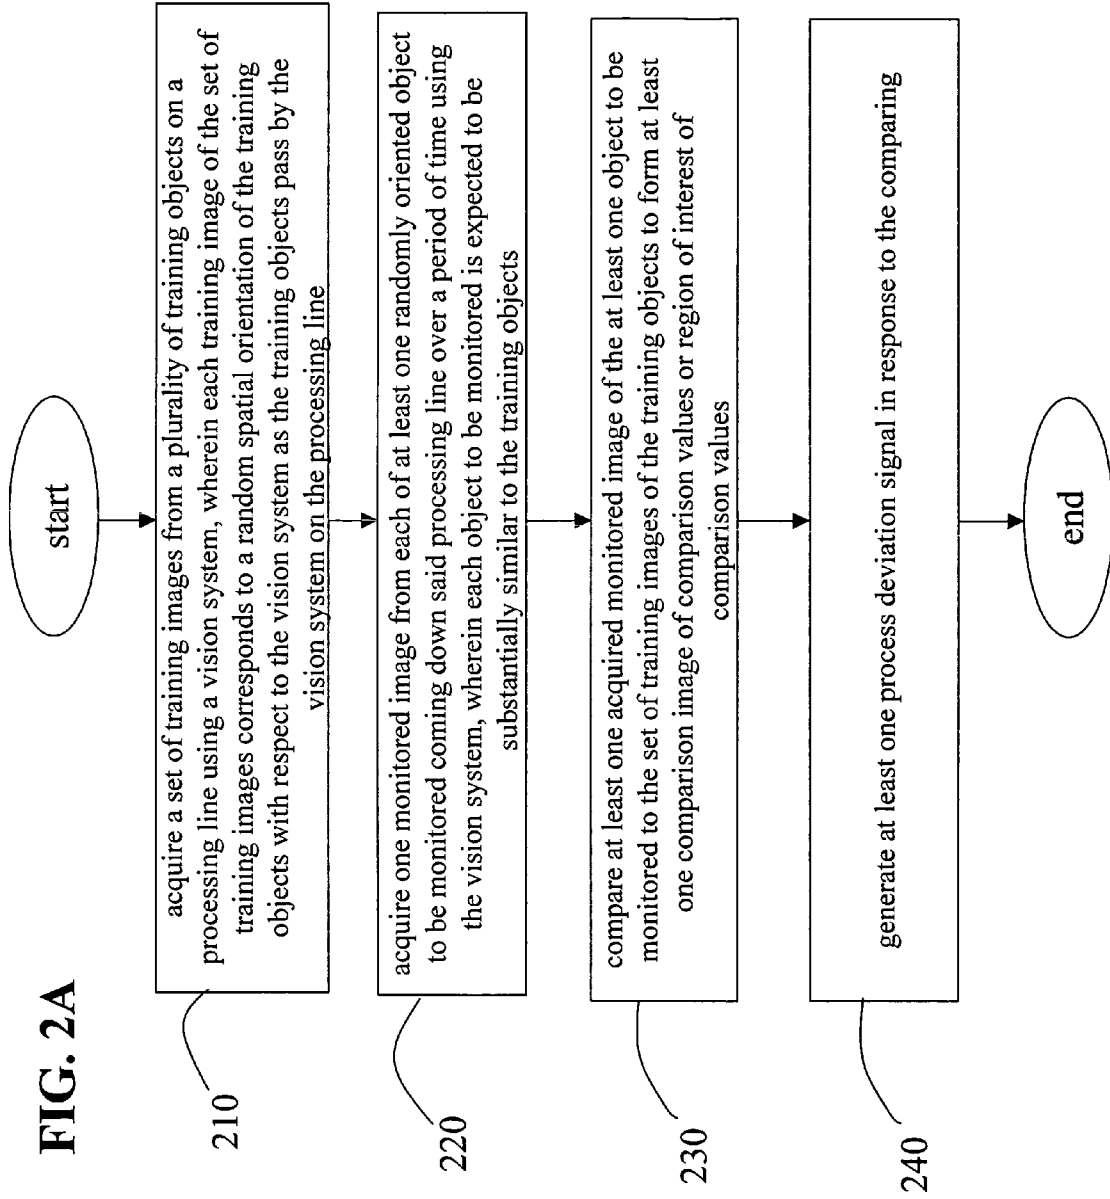 FIG. 2A
start
acquire a set of training images from a plurality of training objects on a
processing line using a vision system, wherein each training image of the set of
training images corresponds to a random spatial orientation of the training
objects with respect to the vision system as the training objects pass by the
vision system on the processing line
210
acquire one monitored image from each of at least one randomly oriented object
to be monitored coming down said processing line over a period of time using
the vision system, wherein each object to be monitored is expected to be
substantially similar to the training objects
220
compare at least one acquired monitored image of the at least one object to be
monitored to the set of training images of the training objects to form at least
one comparison image of comparison values or region of interest of
comparison values
230
generate at least one process deviation signal in response to the comparing
240
end